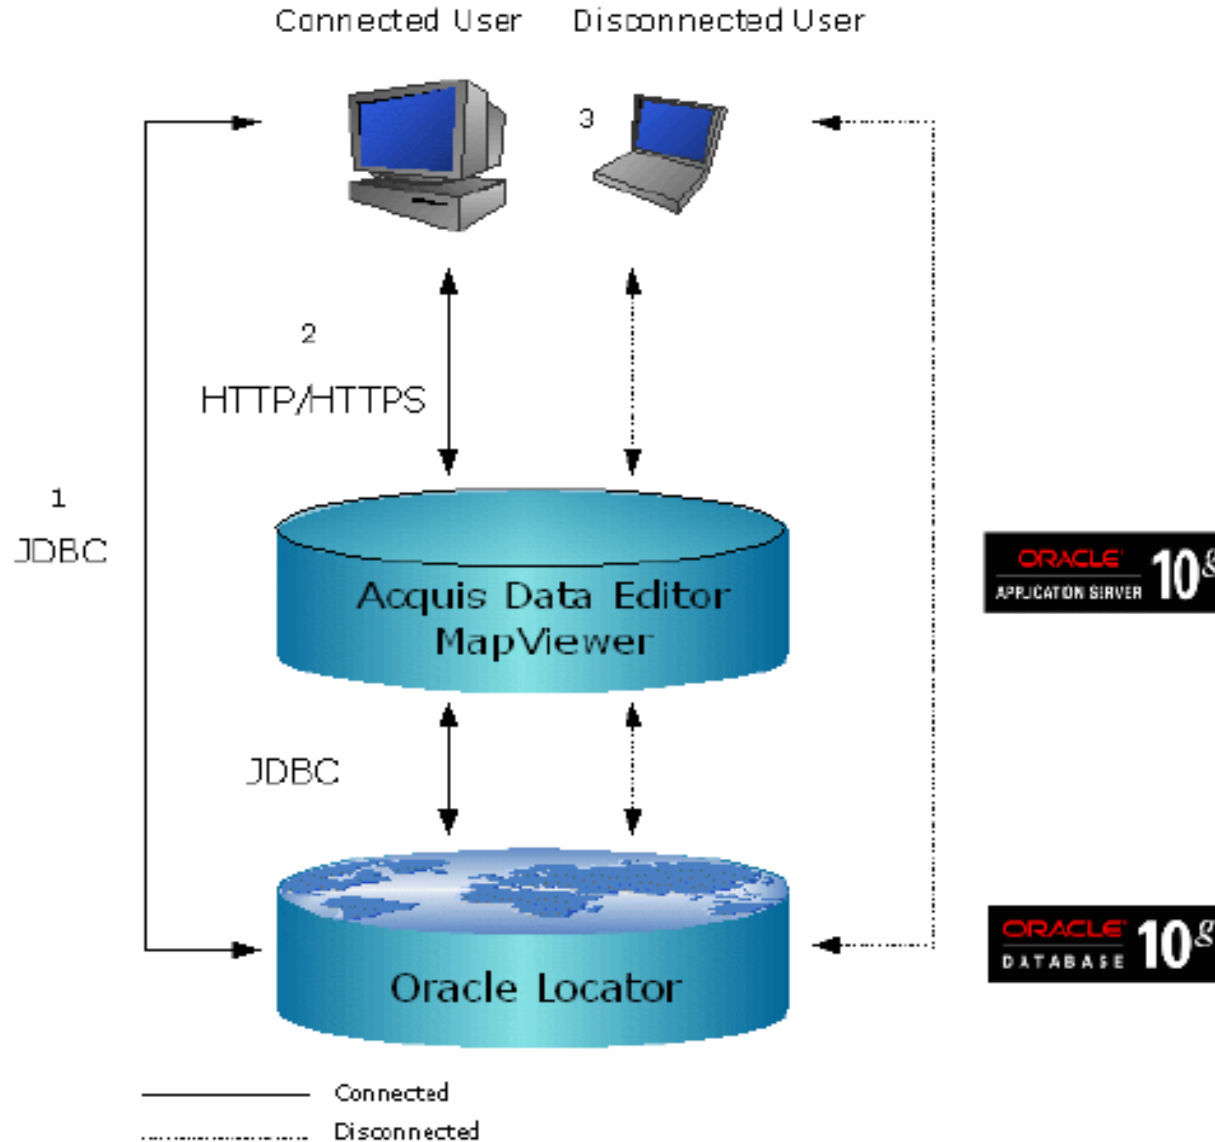 Connected User
Disconnected User
3
2
HTTP/HTTPS
1
JDBC
Acquis Data Editor
MapViewer
ORACLE
APPLICATION SERVER
10g
JDBC
Oracle Locator
ORACLE
DATABASE
10g
Connected
Disconnected